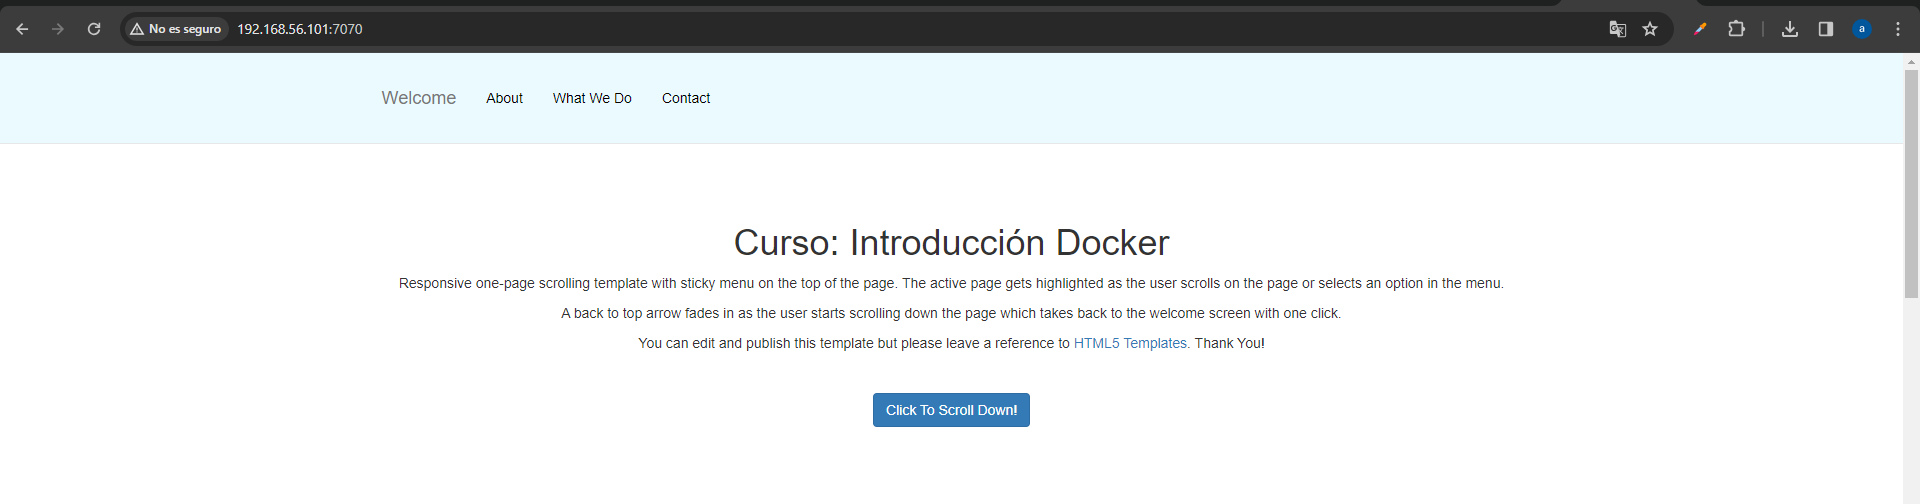 No es seguro 192.168.56.101:7070
a
Welcome About What We Do Contact
Curso: Introducción Docker
Responsive one-page scrolling template with sticky menu on the top of the page. The active page gets highlighted as the user scrolls on the page or selects an option in the menu.
A back to top arrow fades in as the user starts scrolling down the page which takes back to the welcome screen with one click.
You can edit and publish this template but please leave a reference to HTML5 Templates. Thank You!
Click To Scroll Down!